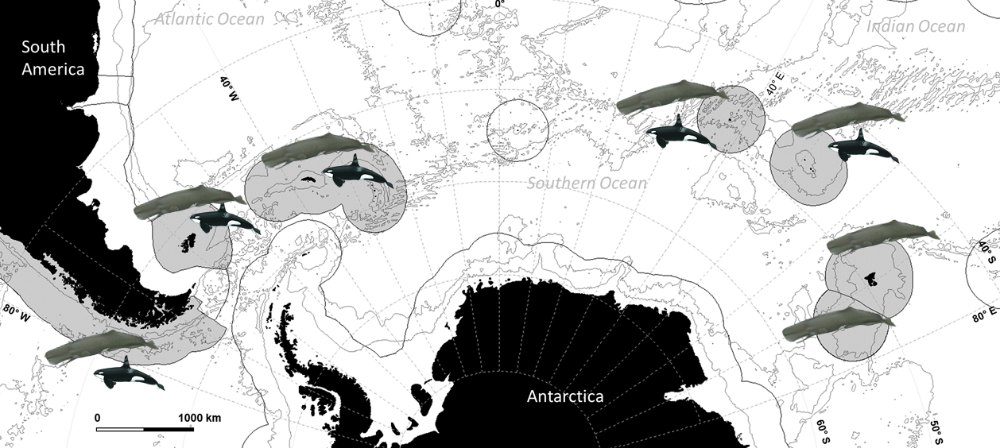 0°
Atlantic Ocean
Indian Ocean
South
America
40° W
40° E
Southern Ocean
40° S
80° W
80° E
Antarctica
0 1000 km
60° S
50° S